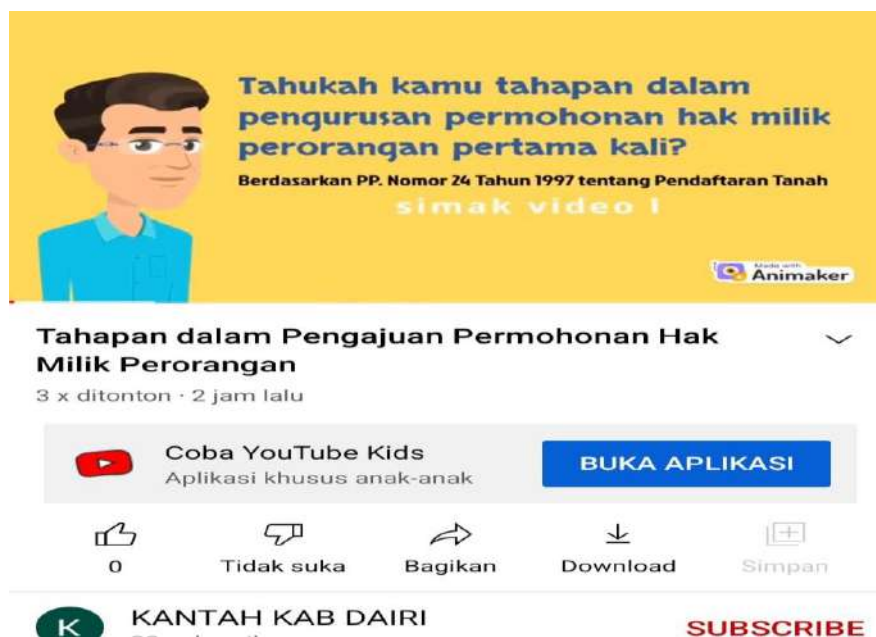 Tahukah kamu tahapan dalam
pengurusan permohonan hak milik
perorangan pertama kali?
Berdasarkan PP. Nomor 24 Tahun 1997 tentang Pendaftaran Tanah
simak video I
Made with
Animaker
Tahapan dalam Pengajuan Permohonan Hak
Milik Perorangan
3 x ditonton · 2 jam lalu
Coba YouTube Kids
Aplikasi khusus anak-anak
BUKA APLIKASI
0
Tidak suka
Bagikan
Download
Simpan
K
KANTAH KAB DAIRI
SUBSCRIBE